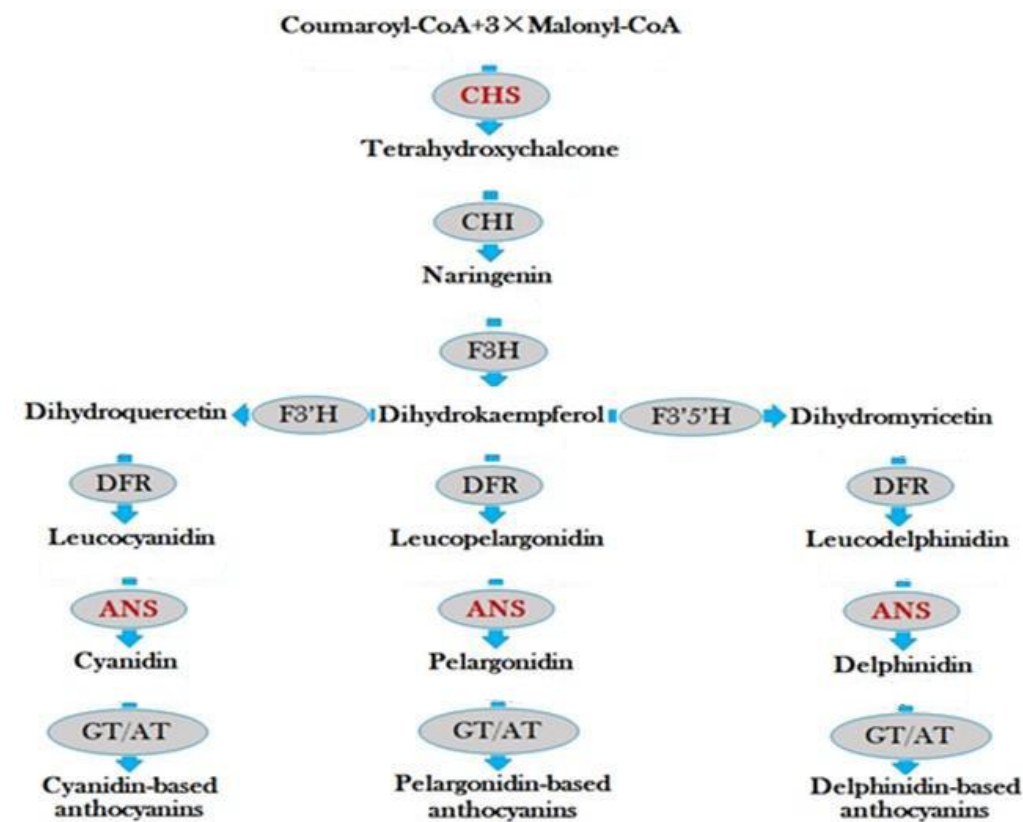 Coumaroyl-CoA+3×Malonyl-CoA
CHS
Tetrahydroxychalcone
CHI
Naringenin
F3H
Dihydroquercetin F3'H Dihydrokaempferol F3'5'H Dihydromyricetin
DFR DFR DFR
Leucocyanidin Leucopelargonidin Leucodelphinidin
ANS ANS ANS
Cyanidin Pelargonidin Delphinidin
GT/AT GT/AT GT/AT
Cyanidin-based Pelargonidin-based Delphinidin-based
anthocyanins anthocyanins anthocyanins